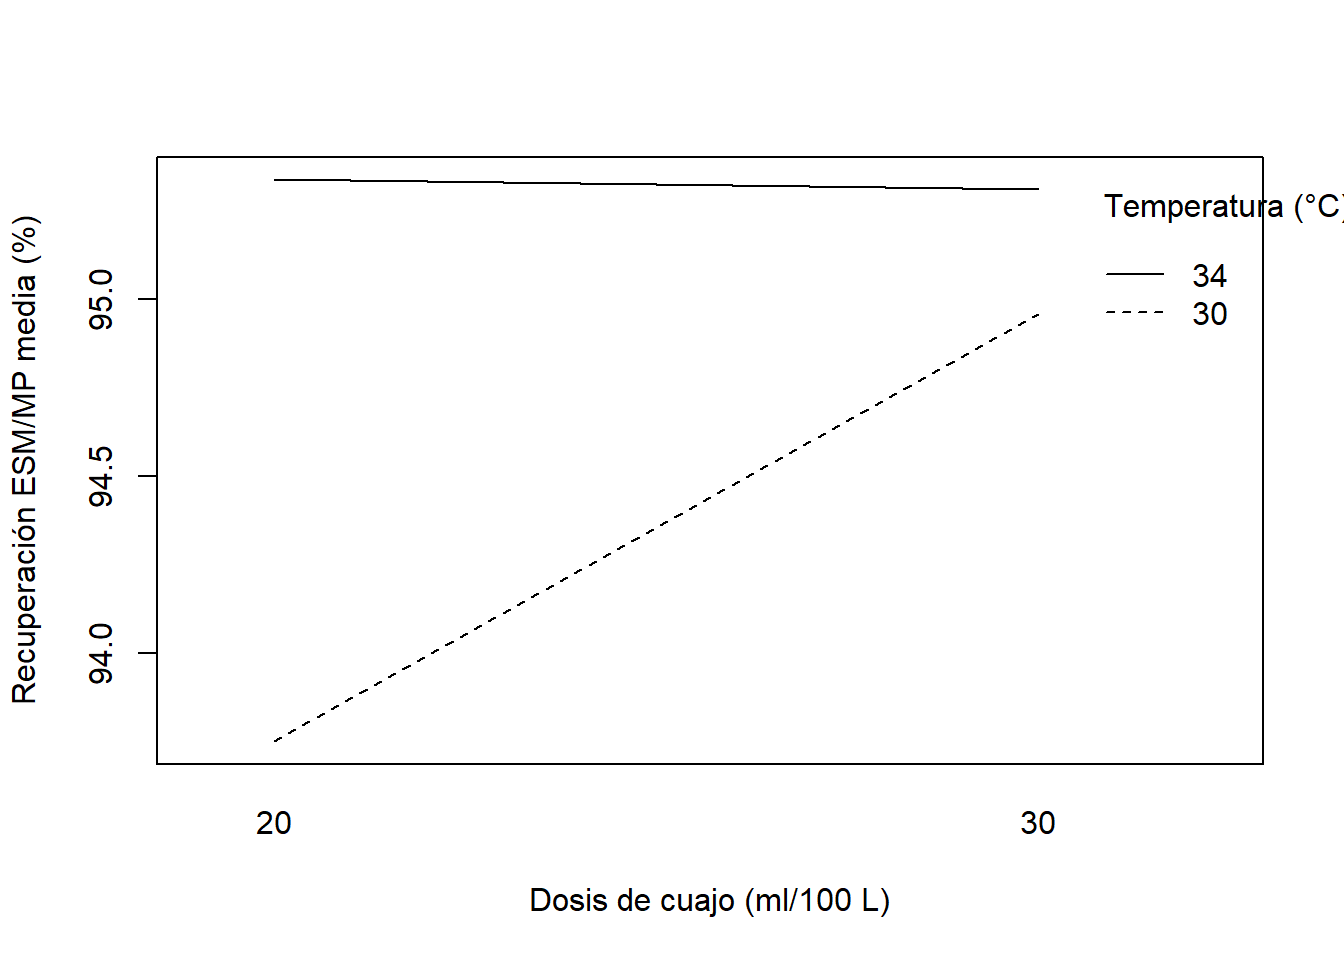 Recuperación ESM/MP media (%)
95.0
94.5
94.0
Temperatura (°C)
34
30
20
30
Dosis de cuajo (ml/100 L)